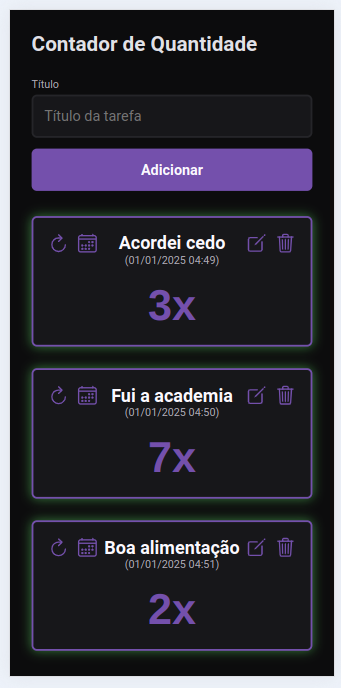 Contador de Quantidade
Título
Título da tarefa
Adicionar
Acordei cedo
(01/01/2025 04:49)
3x
Fui a academia
(01/01/2025 04:50)
7x
Boa alimentação
(01/01/2025 04:51)
2x